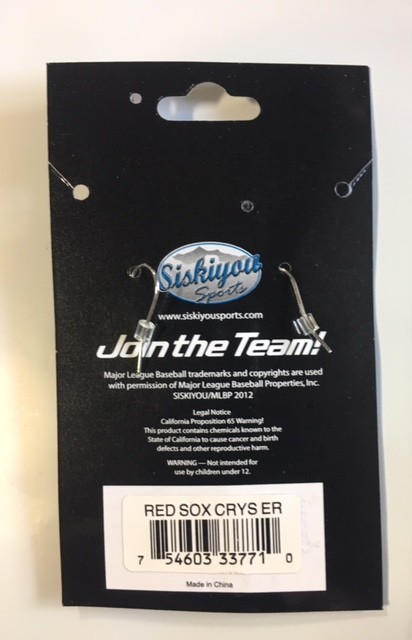 Siskiyou
Sports
www.siskiyousports.com
Join the Team!
Major League Baseball trademarks and copyrights are used
with permission of Major League Baseball Properties, Inc.
SISKIYOU/MLBP 2012
Legal Notice
California Proposition 65 Warning!
This product contains chemicals known to the
State of California to cause cancer and birth
defects and other reproductive harm.
WARNING — Not intended for
use by children under 12.
RED SOX CRYS ER
7 54603 33771 0
Made in China